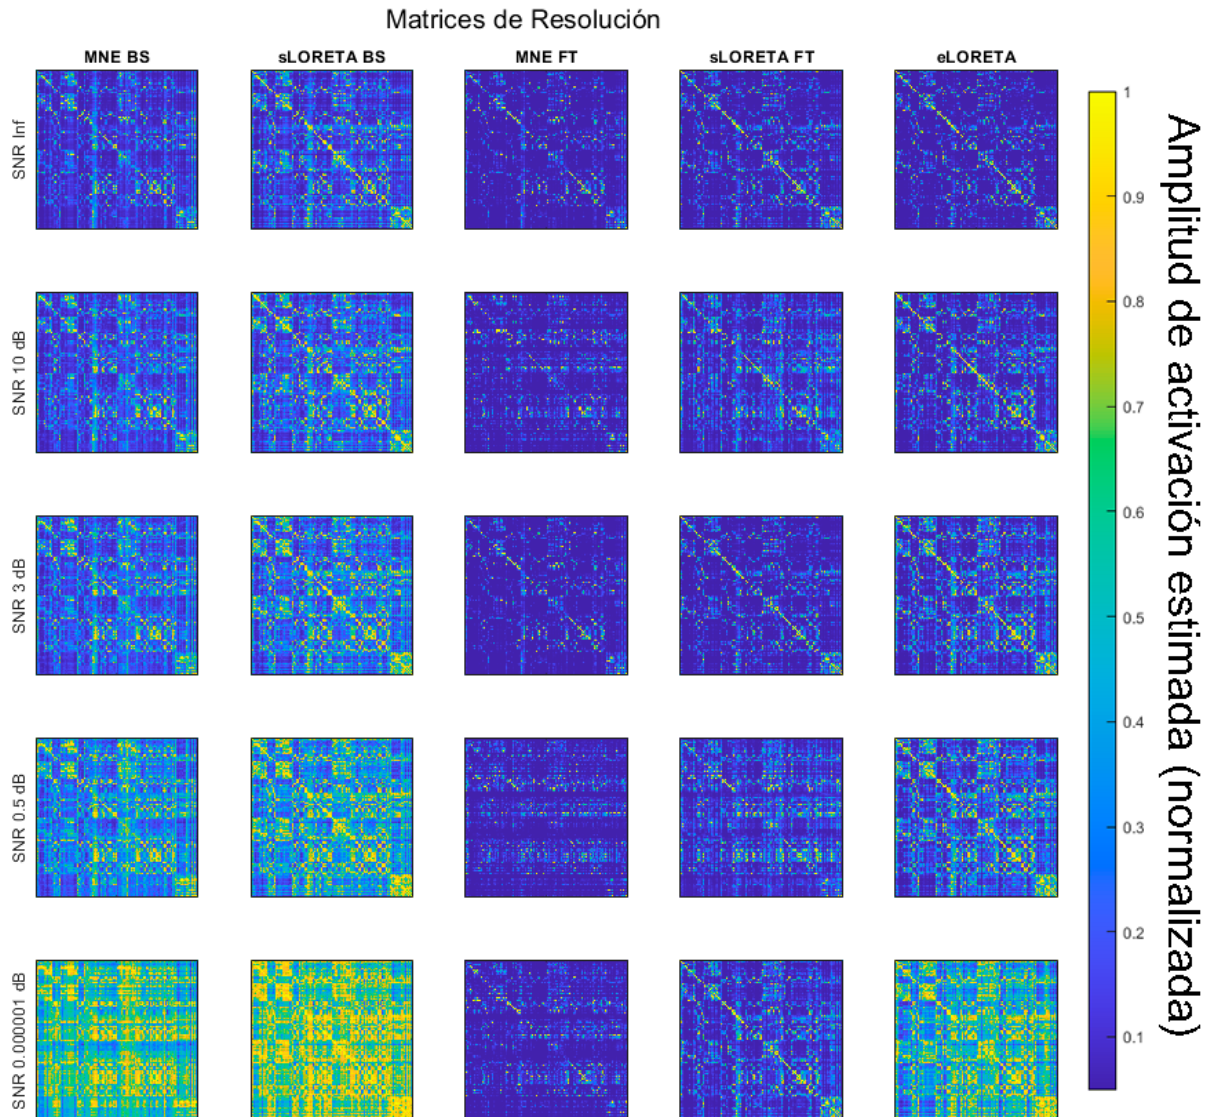 Matrices de Resolución
MNE BS
sLORETA BS
MNE FT
sLORETA FT
eLORETA
SNR Inf
SNR 10 dB
SNR 3 dB
SNR 0.5 dB
SNR 0.000001 dB
1
0.9
0.8
0.7
0.6
0.5
0.4
0.3
0.2
0.1
Amplitud de activación estimada (normalizada)